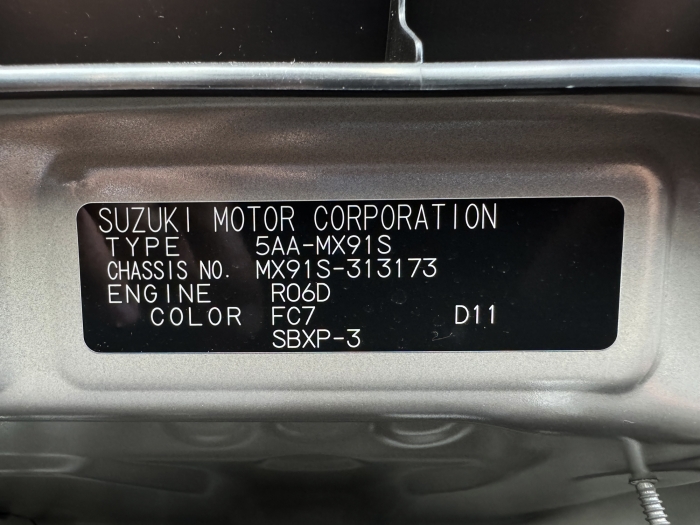 SUZUKI MOTOR CORPORATION
TYPE 5AA-MX91S
CHASSIS NO. MX91S-313173
ENGINE R06D
COLOR FC7 D11
SBXP-3